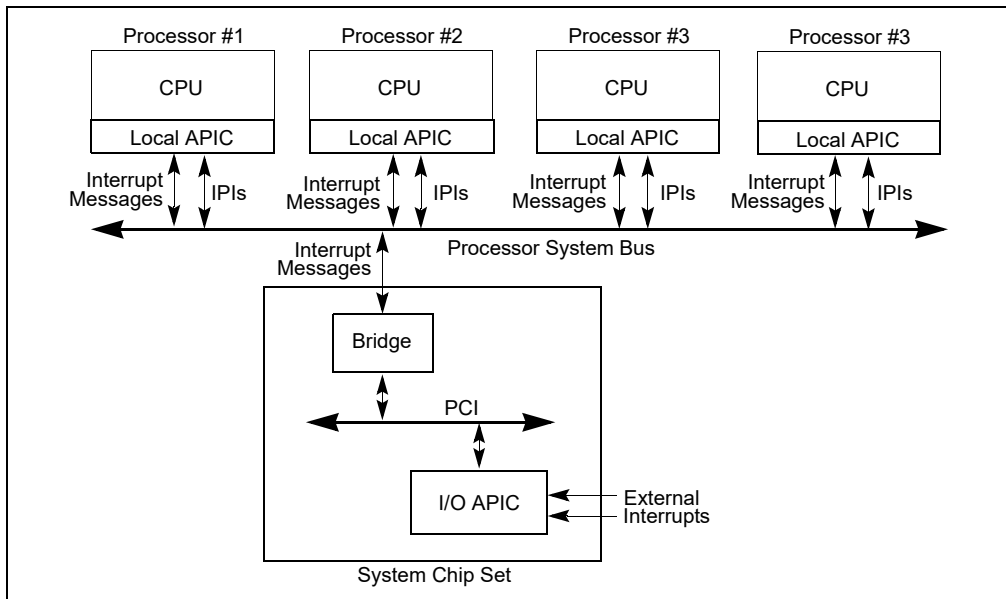 Processor #1
Processor #2
Processor #3
Processor #3
CPU
CPU
CPU
CPU
Local APIC
Local APIC
Local APIC
Local APIC
Interrupt
Messages
IPIs
Interrupt
Messages
IPIs
Interrupt
Messages
IPIs
Interrupt
Messages
IPIs
Processor System Bus
Interrupt
Messages
Bridge
PCI
I/O APIC
External
Interrupts
System Chip Set